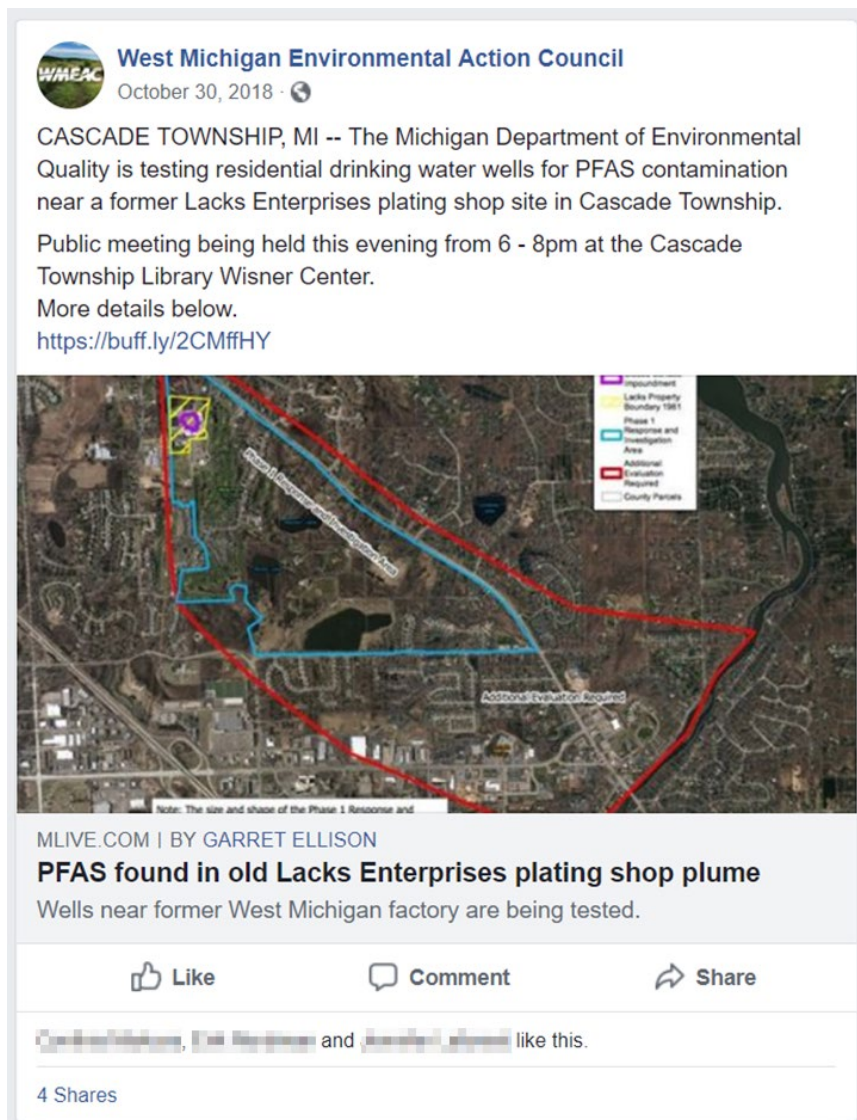 WMEAC
West Michigan Environmental Action Council
October 30, 2018 ·
CASCADE TOWNSHIP, MI -- The Michigan Department of Environmental
Quality is testing residential drinking water wells for PFAS contamination
near a former Lacks Enterprises plating shop site in Cascade Township.
Public meeting being held this evening from 6 - 8pm at the Cascade
Township Library Wisner Center.
More details below.
https://buff.ly/2CMffHY
Impoundment
Lacks Property
Boundary 1981
Phase 1
Response and
Investigation
Area
Additional
Evaluation
Required
County Parcels
Phase 1 Response and Investigation Area
Additional Evaluation Required
Note: The size and shape of the Phase 1 Response and
MLIVE.COM | BY GARRET ELLISON
PFAS found in old Lacks Enterprises plating shop plume
Wells near former West Michigan factory are being tested.
Like
Comment
Share
and
like this.
4 Shares